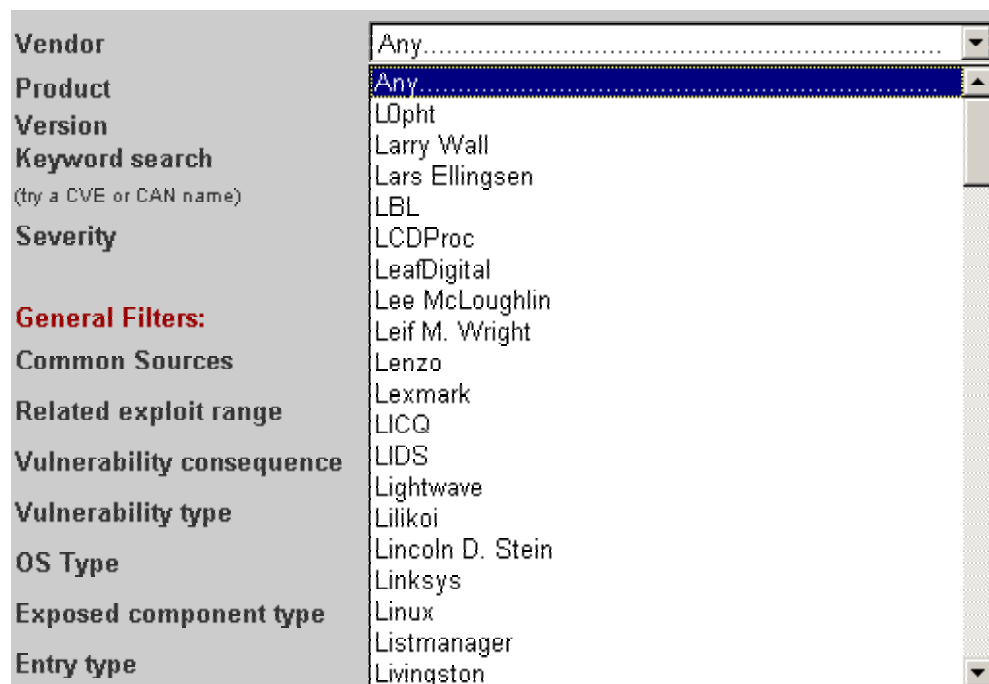 Vendor
Any.................................................................
Product
Version
Keyword search
(try a CVE or CAN name)
Severity
General Filters:
Common Sources
Related exploit range
Vulnerability consequence
Vulnerability type
OS Type
Exposed component type
Entry type
Any.................................................................
L0pht
Larry Wall
Lars Ellingsen
LBL
LCDProc
LeafDigital
Lee McLoughlin
Leif M. Wright
Lenzo
Lexmark
LICQ
LIDS
Lightwave
Lilikoi
Lincoln D. Stein
Linksys
Linux
Listmanager
Livingston